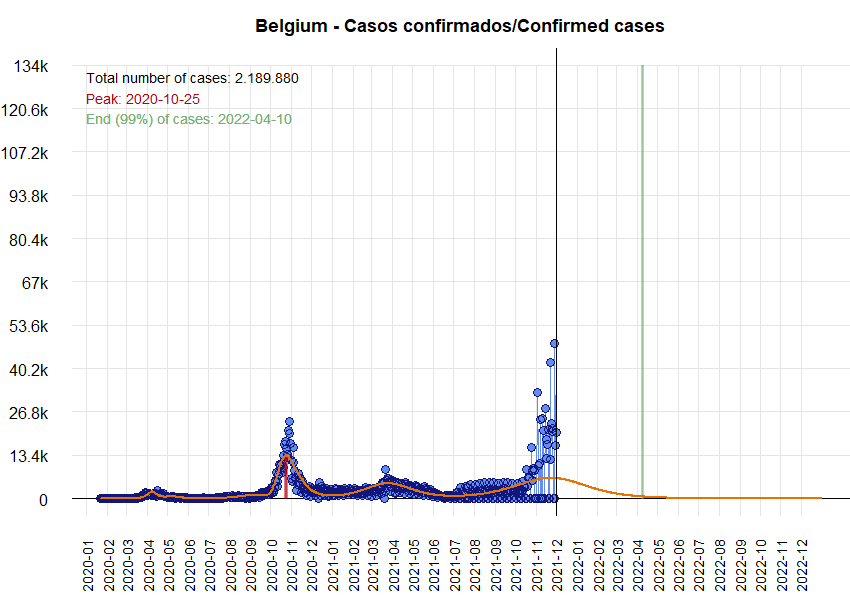 Belgium - Casos confirmados/Confirmed cases
Total number of cases: 2.189.880
Peak: 2020-10-25
End (99%) of cases: 2022-04-10
134k
120.6k
107.2k
93.8k
80.4k
67k
53.6k
40.2k
26.8k
13.4k
0
2020-01
2020-02
2020-03
2020-04
2020-05
2020-06
2020-07
2020-08
2020-09
2020-10
2020-11
2020-12
2021-01
2021-02
2021-03
2021-04
2021-05
2021-06
2021-07
2021-08
2021-09
2021-10
2021-11
2021-12
2022-01
2022-02
2022-03
2022-04
2022-05
2022-06
2022-07
2022-08
2022-09
2022-10
2022-11
2022-12